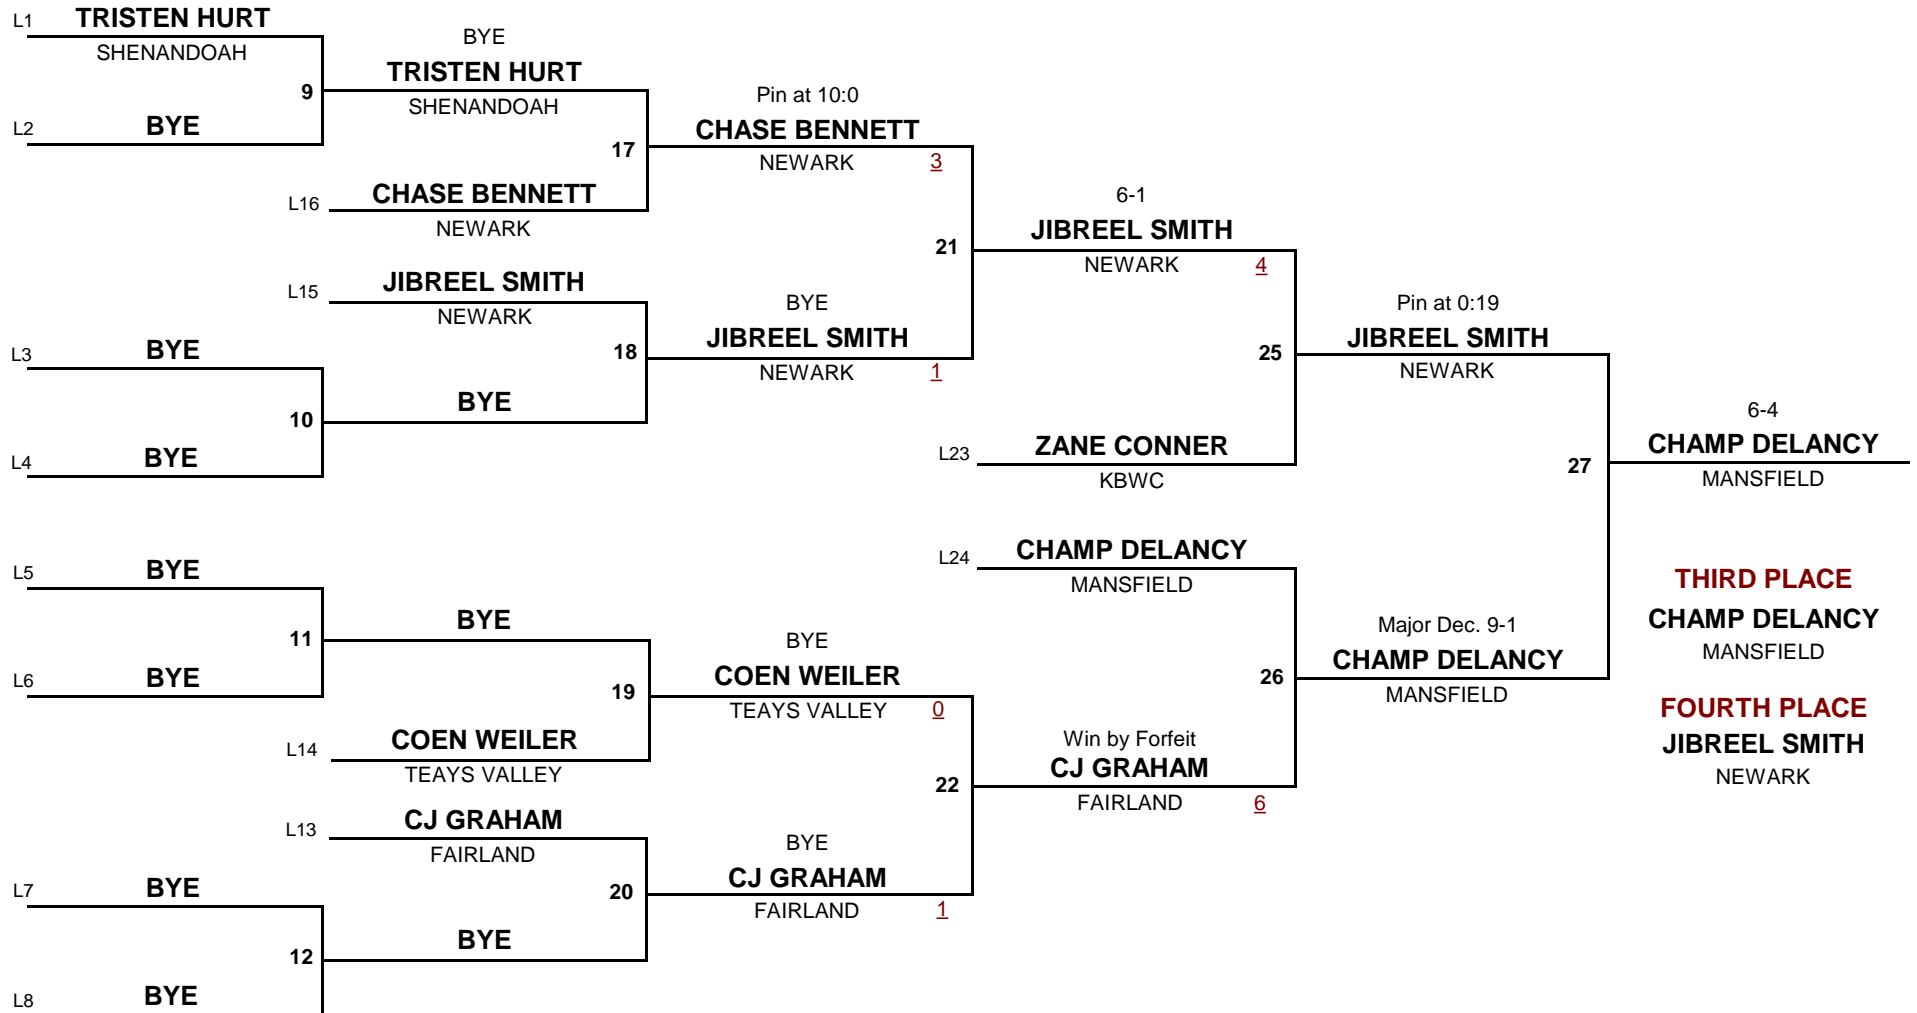 L1 TRISTEN HURT
SHENANDOAH
9
L2 BYE
BYE
TRISTEN HURT
SHENANDOAH
17
L16 CHASE BENNETT
NEWARK
Pin at 10:0
CHASE BENNETT
NEWARK 3
21
L15 JIBREEL SMITH
NEWARK
18
L3 BYE
10
L4 BYE
BYE
BYE
JIBREEL SMITH
NEWARK 1
6-1
JIBREEL SMITH
NEWARK 4
25
L23 ZANE CONNER
KBWC
Pin at 0:19
JIBREEL SMITH
NEWARK
27
6-4
CHAMP DELANCY
MANSFIELD
L5 BYE
11
L6 BYE
BYE
19
L14 COEN WEILER
TEAYS VALLEY
BYE
COEN WEILER
TEAYS VALLEY 0
22
L13 CJ GRAHAM
FAIRLAND
20
L7 BYE
12
L8 BYE
BYE
BYE
CJ GRAHAM
FAIRLAND 1
L24 CHAMP DELANCY
MANSFIELD
26
Win by Forfeit
CJ GRAHAM
FAIRLAND 6
Major Dec. 9-1
CHAMP DELANCY
MANSFIELD
THIRD PLACE
CHAMP DELANCY
MANSFIELD
FOURTH PLACE
JIBREEL SMITH
NEWARK